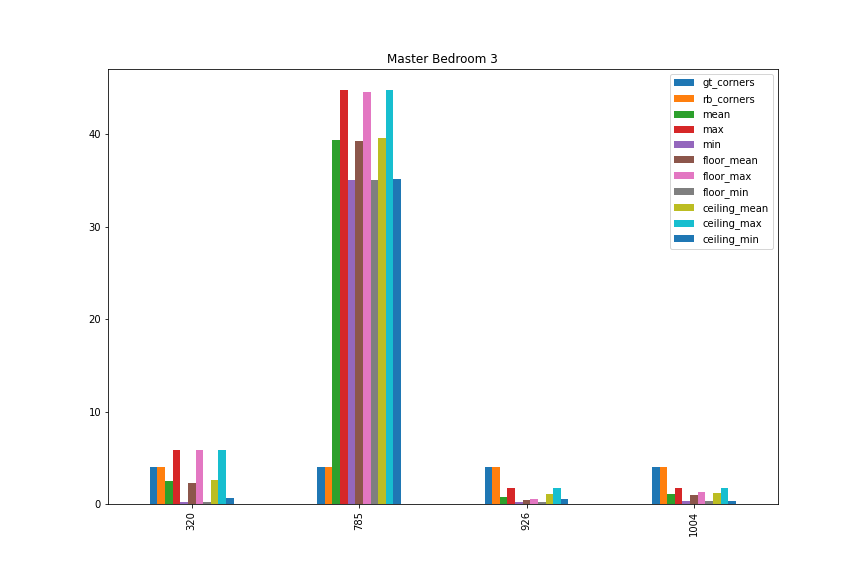 Master Bedroom 3
gt_corners
rb_corners
mean
max
min
floor_mean
floor_max
floor_min
ceiling_mean
ceiling_max
ceiling_min
40
30
20
10
0
320
785
926
1004